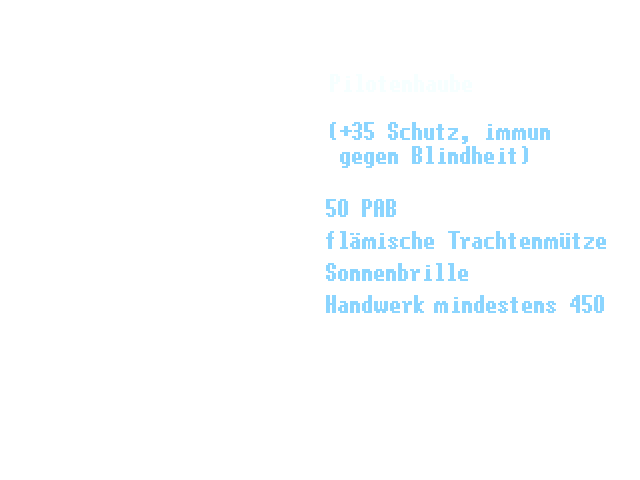 Pilotenhaube
(+35 Schutz, immun
gegen Blindheit)
50 PAB
flämische Trachtenmütze
Sonnenbrille
Handwerk mindestens 450